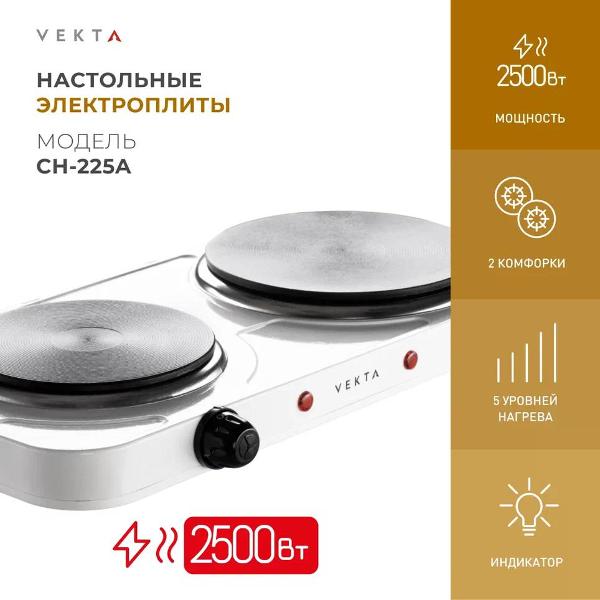 VEKTA
НАСТОЛЬНЫЕ
ЭЛЕКТРОПЛИТЫ
МОДЕЛЬ
CH-225A
2500Вт
МОЩНОСТЬ
2 КОМФОРКИ
5 УРОВНЕЙ
НАГРЕВА
ИНДИКАТОР
VEKTA
2500Вт